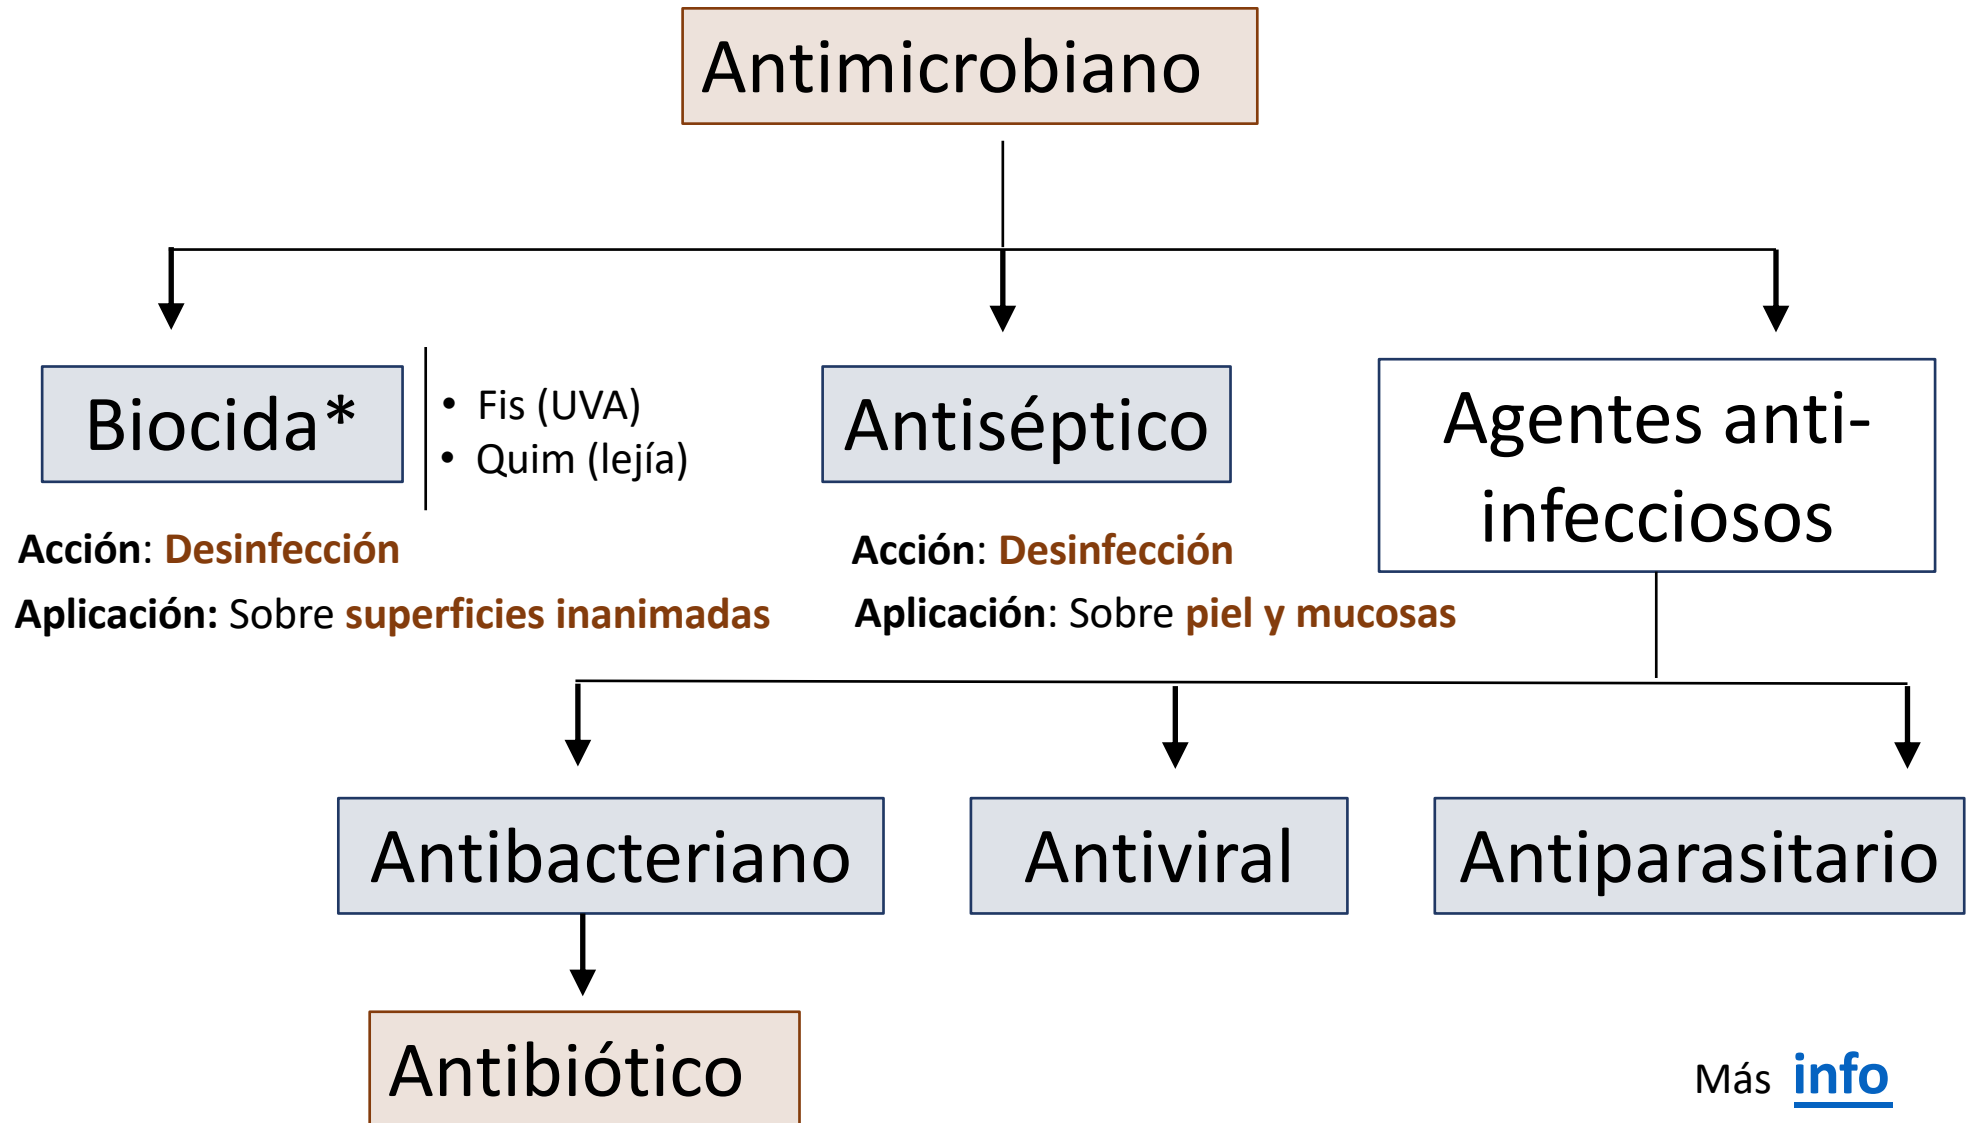 Antimicrobiano
Biocida*
• Fis (UVA)
• Quim (lejía)
Acción: Desinfección
Aplicación: Sobre superficies inanimadas
Antiséptico
Acción: Desinfección
Aplicación: Sobre piel y mucosas
Agentes anti-
infecciosos
Antibacteriano
Antiviral
Antiparasitario
Antibiótico
Más info